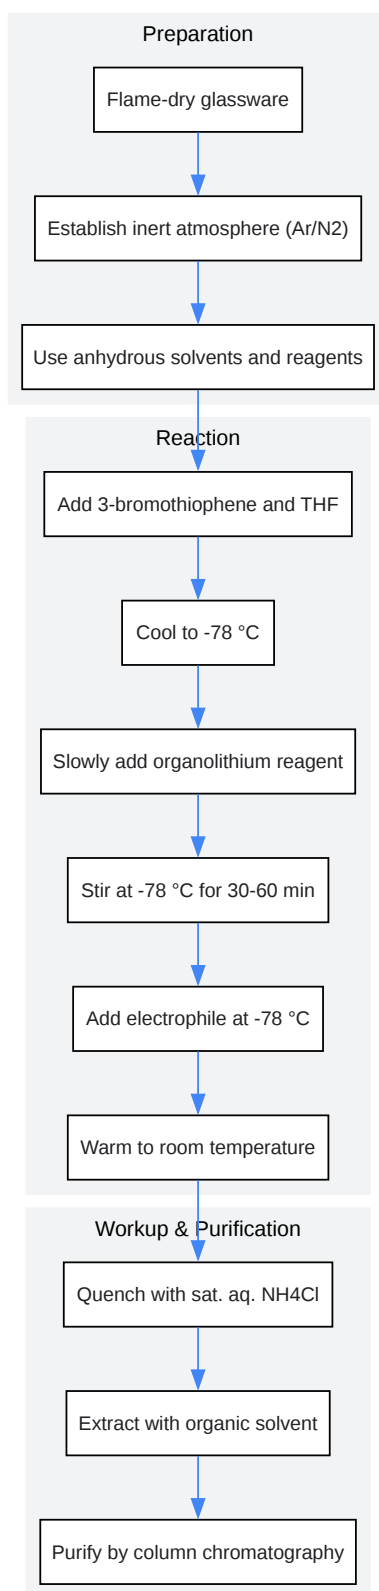 Preparation
Flame-dry glassware
Establish inert atmosphere (Ar/N2)
Use anhydrous solvents and reagents
Reaction
Add 3-bromothiophene and THF
Cool to -78 °C
Slowly add organolithium reagent
Stir at -78 °C for 30-60 min
Add electrophile at -78 °C
Warm to room temperature
Workup & Purification
Quench with sat. aq. NH4Cl
Extract with organic solvent
Purify by column chromatography